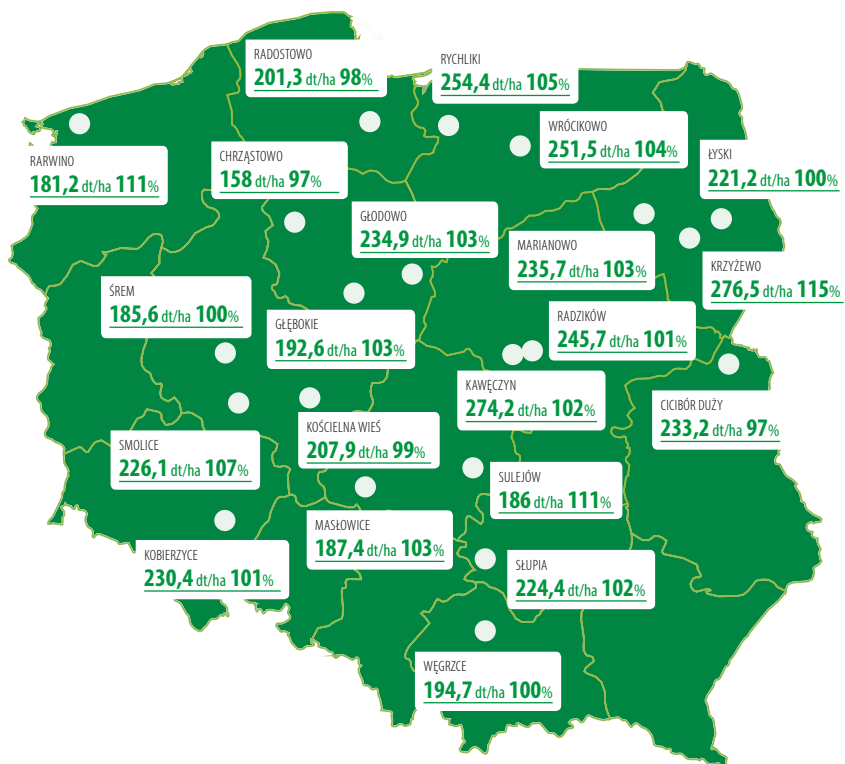 RADOSTOWO
201,3 dt/ha 98%
RYCHLIKI
254,4 dt/ha 105%
WRÓCIKOWO
251,5 dt/ha 104%
ŁYSKI
221,2 dt/ha 100%
RARWINO
181,2 dt/ha 111%
CHRZĄSTOWO
158 dt/ha 97%
GŁODOWO
234,9 dt/ha 103%
MARIANOWO
235,7 dt/ha 103%
KRZYŻEWO
276,5 dt/ha 115%
ŚREM
185,6 dt/ha 100%
GŁĘBOKIE
192,6 dt/ha 103%
RADZIKÓW
245,7 dt/ha 101%
KAWĘCZYN
274,2 dt/ha 102%
CICIBÓR DUŻY
233,2 dt/ha 97%
SMOLICE
226,1 dt/ha 107%
KOŚCIELNA WIEŚ
207,9 dt/ha 99%
SULEJÓW
186 dt/ha 111%
MASŁOWICE
187,4 dt/ha 103%
KOBIERZYCE
230,4 dt/ha 101%
SŁUPIA
224,4 dt/ha 102%
WĘGRZCE
194,7 dt/ha 100%